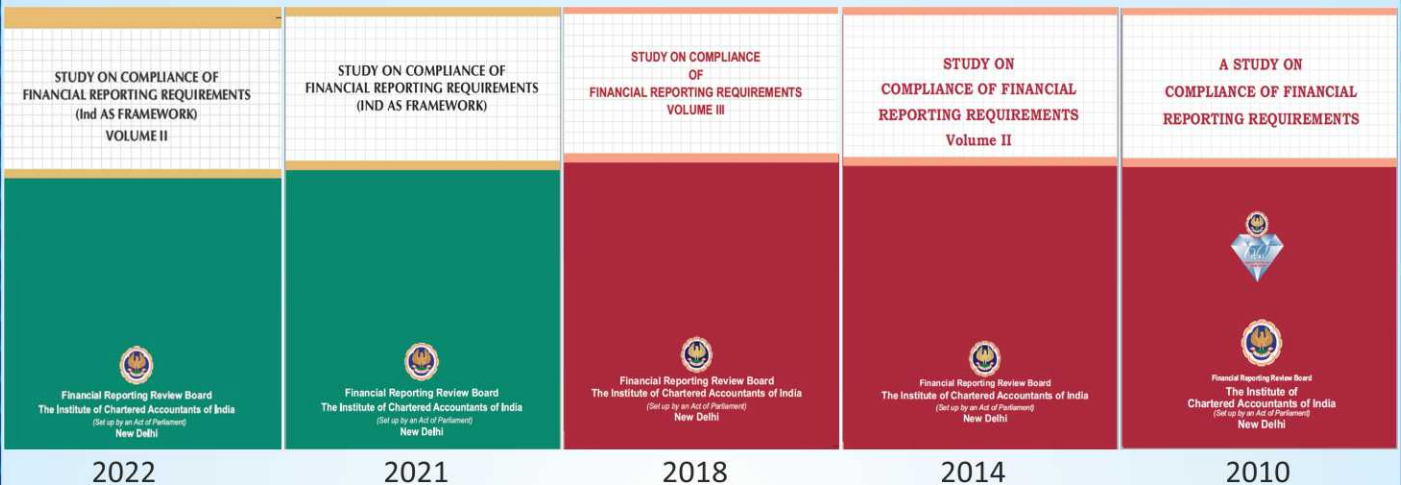 STUDY ON COMPLIANCE OF
FINANCIAL REPORTING REQUIREMENTS
(Ind AS FRAMEWORK)
VOLUME II
Financial Reporting Review Board
The Institute of Chartered Accountants of India
(Set up by an Act of Parliament)
New Delhi
2022
STUDY ON COMPLIANCE OF
FINANCIAL REPORTING REQUIREMENTS
(IND AS FRAMEWORK)
Financial Reporting Review Board
The Institute of Chartered Accountants of India
(Set up by an Act of Parliament)
New Delhi
2021
STUDY ON COMPLIANCE
OF
FINANCIAL REPORTING REQUIREMENTS
VOLUME III
Financial Reporting Review Board
The Institute of Chartered Accountants of India
(Set up by an Act of Parliament)
New Delhi
2018
STUDY ON
COMPLIANCE OF FINANCIAL
REPORTING REQUIREMENTS
Volume II
Financial Reporting Review Board
The Institute of Chartered Accountants of India
(Set up by an Act of Parliament)
New Delhi
2014
A STUDY ON
COMPLIANCE OF FINANCIAL
REPORTING REQUIREMENTS
Financial Reporting Review Board
The Institute of
Chartered Accountants of India
(Set up by an Act of Parliament)
New Delhi
2010